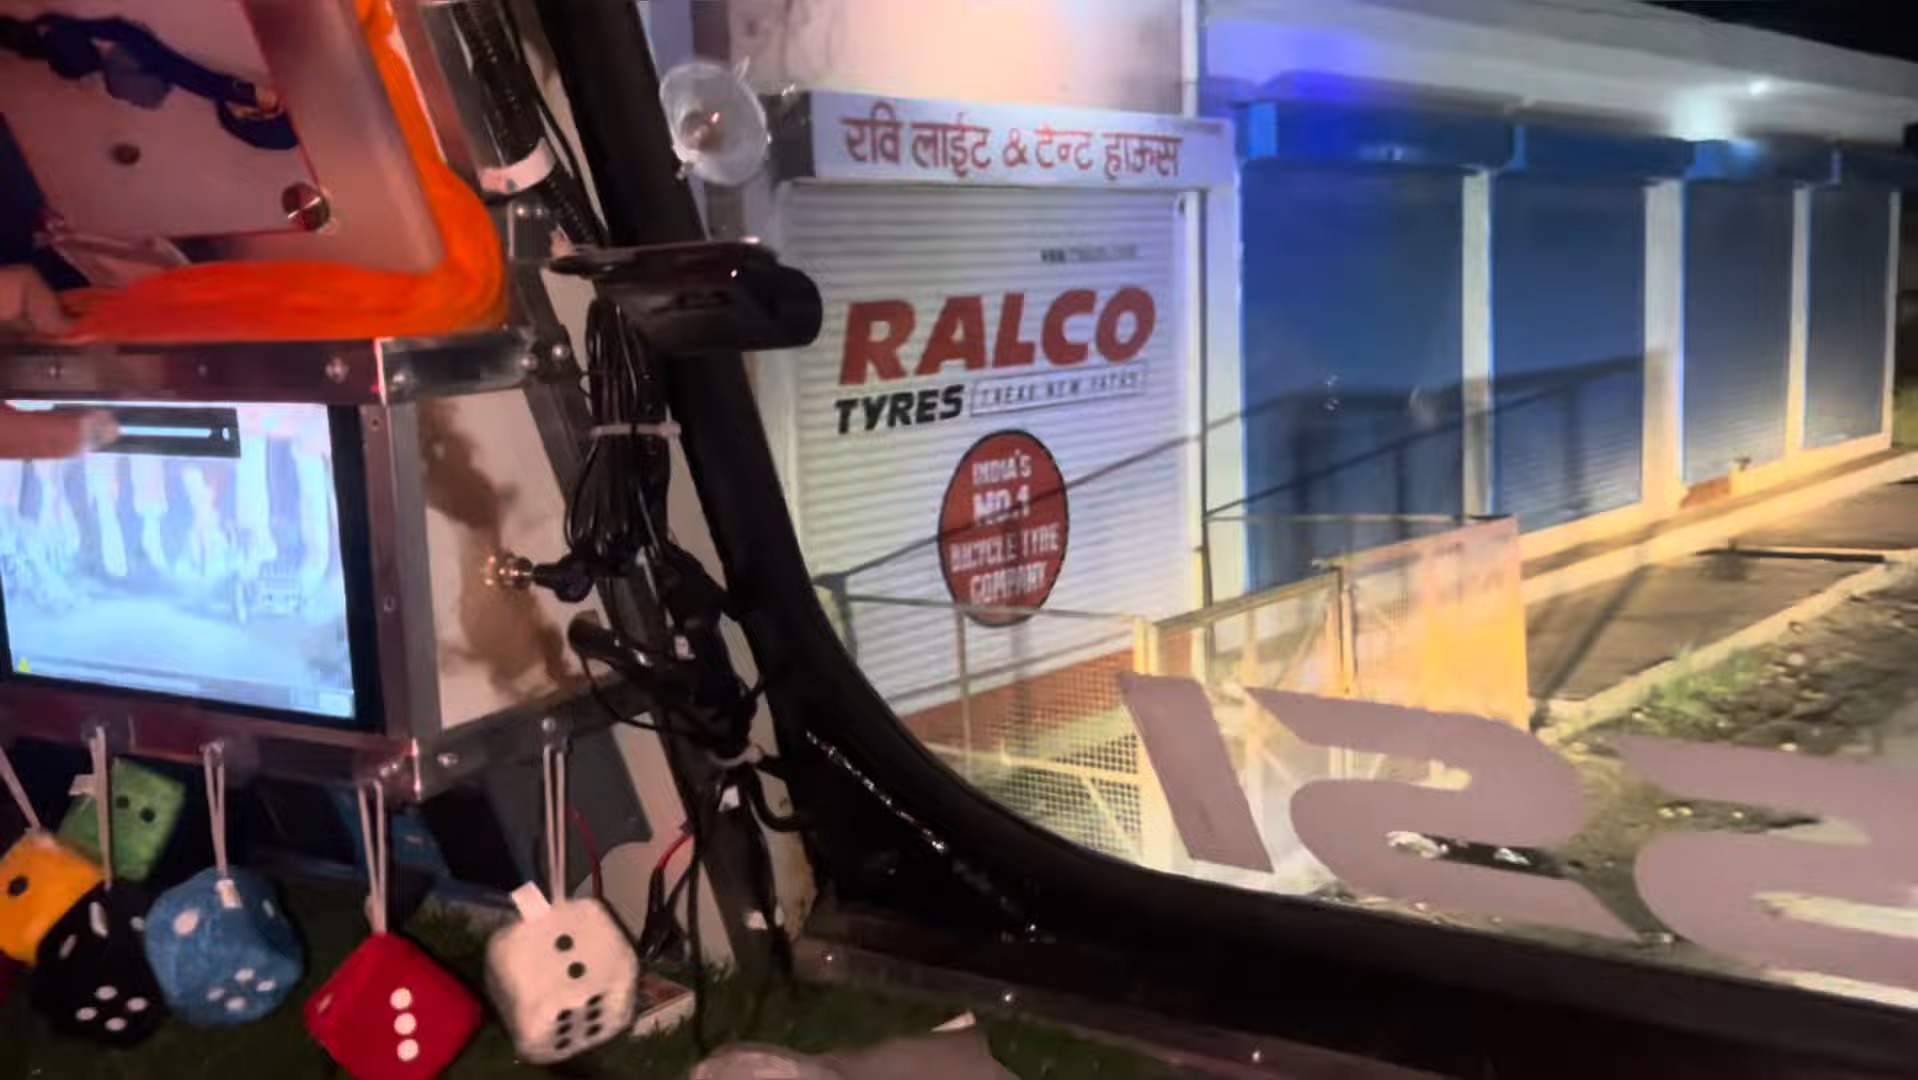 रवि लाईट & टेन्ट हाऊस
RALCO
TYRES
INDIA'S
NO.1
BICYCLE TYRE
COMPANY